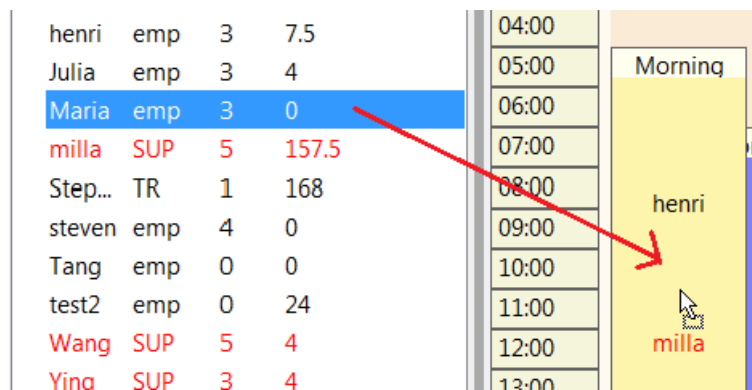 henri emp 3 7.5
Julia emp 3 4
Maria emp 3 0
milla SUP 5 157.5
Step... TR 1 168
steven emp 4 0
Tang emp 0 0
test2 emp 0 24
Wang SUP 5 4
Ying SUP 3 4
04:00
05:00
06:00
07:00
08:00
09:00
10:00
11:00
12:00
13:00
Morning
henri
milla